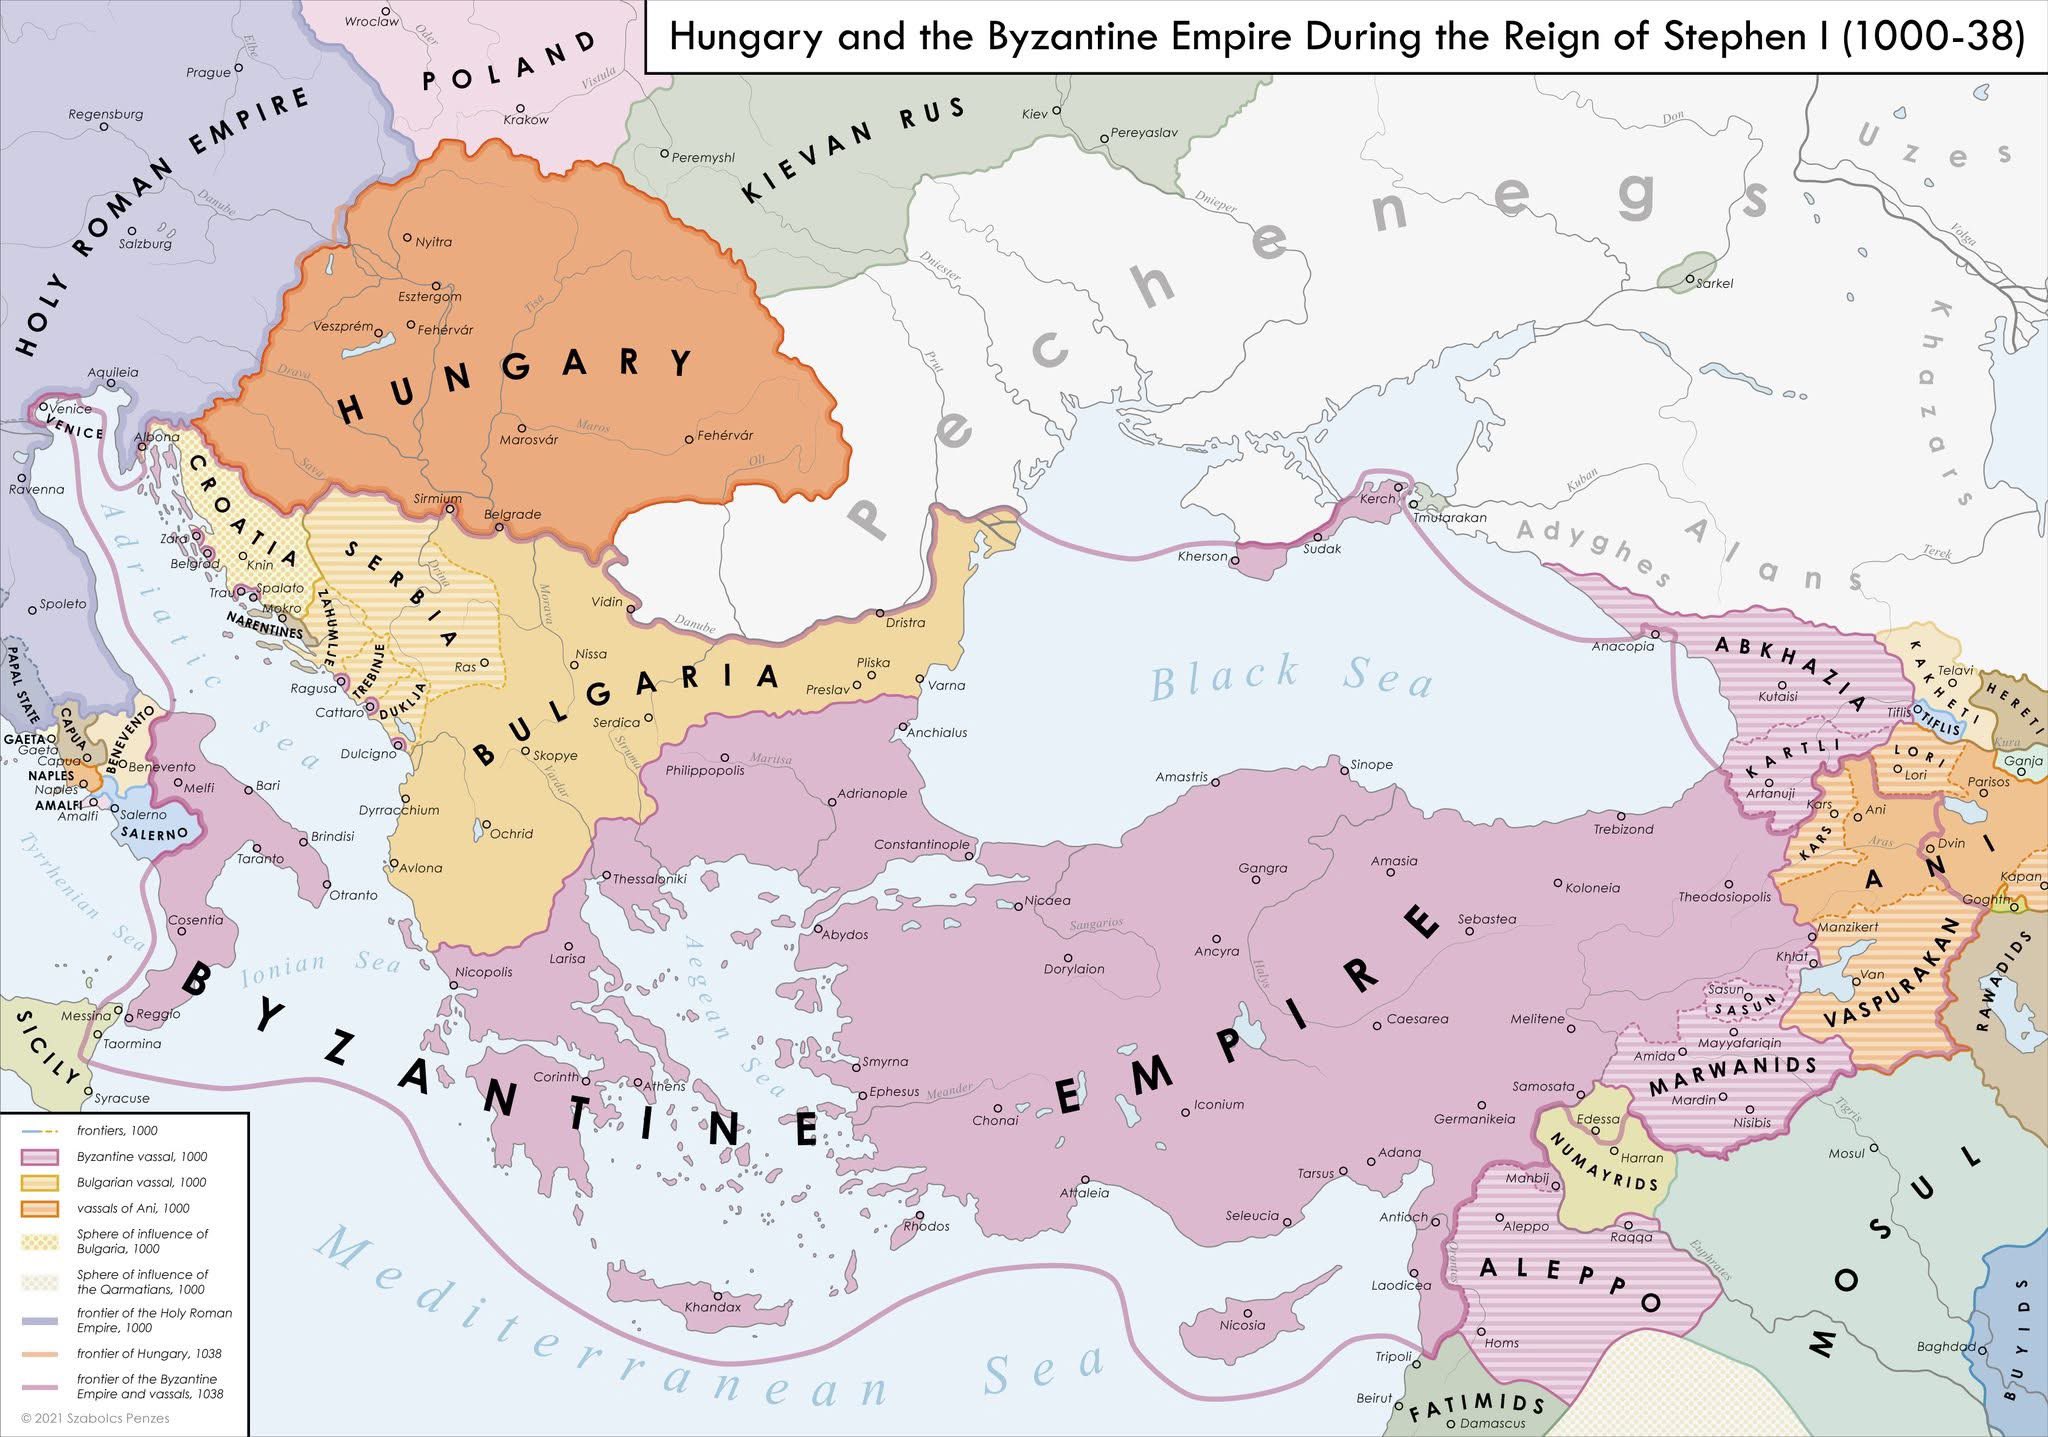 Hungary and the Byzantine Empire During the Reign of Stephen I (1000-38)
Wroclaw
Oder
POLAND
Vistula
Krakow
Elbe
Prague
Regensburg
HOLY ROMAN EMPIRE
Danube
Salzburg
Aquileia
Peremyshl
KIEVAN RUS
Kiev
Pereyaslav
Dnieper
Dniester
Prut
Pechenegs
Don
Uzes
Volga
Sarkel
Khazars
Nyitra
Esztergom
Veszprém
Fehérvár
Tisa
HUNGARY
Drava
Sava
Marosvár
Maros
Fehérvár
Olt
Sirmium
Belgrade
Venice
VENICE
Albona
Ravenna
CROATIA
Zara
Belgrad
Knin
Trau
Spalato
Mokro
NARENTINES
Adriatic sea
Spoleto
PAPAL STATE
SERBIA
Drina
Ras
ZAHUMLJE
TREBINJE
DUKLJA
Ragusa
Cattaro
Dulcigno
Morava
Vidin
Danube
Nissa
BULGARIA
Pliska
Preslav
Varna
Dristra
Serdica
Struma
Skopye
Vardar
Dyrracchium
Ochrid
Avlona
Anchialus
Philippopolis
Maritsa
Adrianople
Constantinople
Thessaloniki
Black Sea
Kherson
Sudak
Kerch
Tmutarakan
Kuban
Adyghes
Alans
Terek
Anacopia
ABKHAZIA
Kutaisi
KARTLI
Artanuji
KAKHETI
Telavi
HERETI
Tiflis
TIFLIS
Kura
Ganja
LORI
Lori
Parisos
Kars
KARS
Ani
Aras
Dvin
ANI
Kapan
Goghtn
Manzikert
Khlat
Van
VASPURAKAN
RAWADIDS
GAETA
Gaeta
CAPUA
Capua
BENEVENTO
Benevento
NAPLES
Naples
AMALFI
Amalfi
Salerno
SALERNO
Melfi
Bari
Brindisi
Taranto
Otranto
Cosentia
Tyrrhenian Sea
Ionian Sea
SICILY
Messina
Reggio
Taormina
Syracuse
BYZANTINE EMPIRE
Nicopolis
Larisa
Corinth
Athens
Aegean Sea
Abydos
Smyrna
Ephesus
Meander
Chonai
Rhodos
Khandax
Nicaea
Sangarios
Dorylaion
Ancyra
Halys
Gangra
Amastris
Sinope
Amasia
Trebizond
Koloneia
Theodosiopolis
Sebastea
Caesarea
Melitene
Iconium
Attaleia
Seleucia
Tarsus
Adana
Germanikeia
Samosata
Nicosia
Sasun
SASUN
Mayyafariqin
Amida
MARWANIDS
Mardin
Nisibis
Edessa
Harran
NUMAYRIDS
Manbij
Aleppo
Raqqa
ALEPPO
Antioch
Orontes
Laodicea
Homs
Tripoli
Beirut
FATIMIDS
Damascus
Tigris
Mosul
MOSUL
Euphrates
Baghdad
BUYIDS
Mediterranean Sea
frontiers, 1000
Byzantine vassal, 1000
Bulgarian vassal, 1000
vassals of Ani, 1000
Sphere of influence of
Bulgaria, 1000
Sphere of influence of
the Qarmatians, 1000
frontier of the Holy Roman
Empire, 1000
frontier of Hungary, 1038
frontier of the Byzantine
Empire and vassals, 1038
© 2021 Szabolcs Penzes